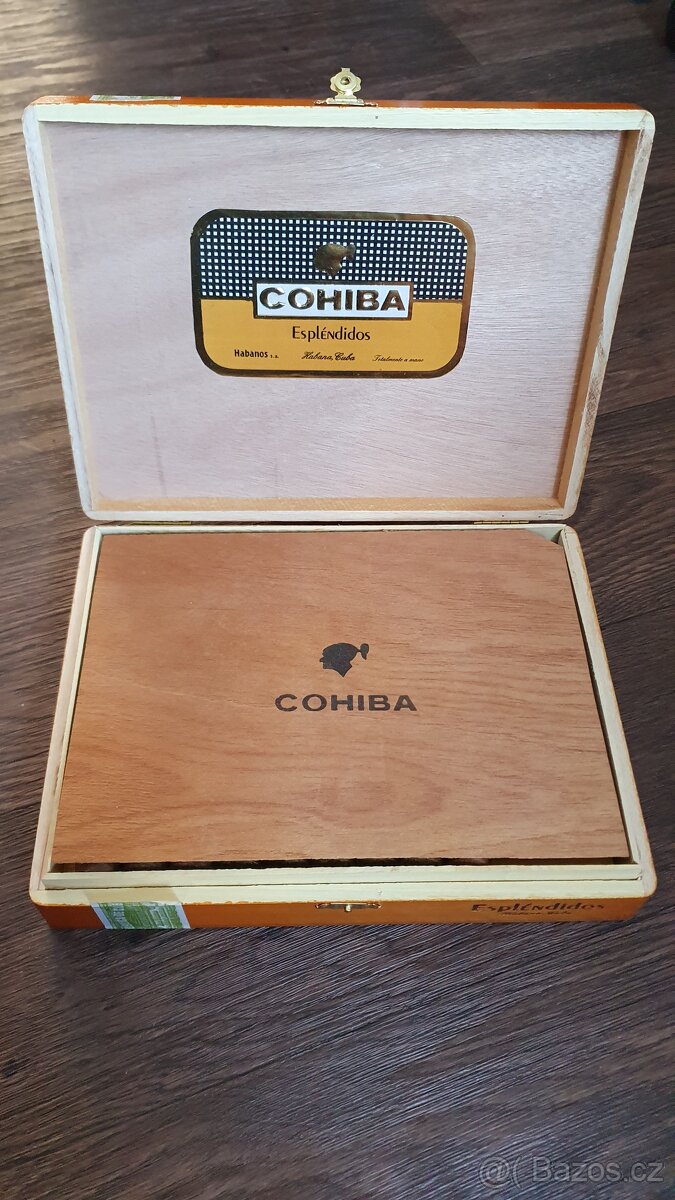 COHIBA
EsplÉNdidos
Habanos s.a.
Habana, Cuba
Totalmente a mano
COHIBA
EsplÉNdidos
@( Bazos.cz